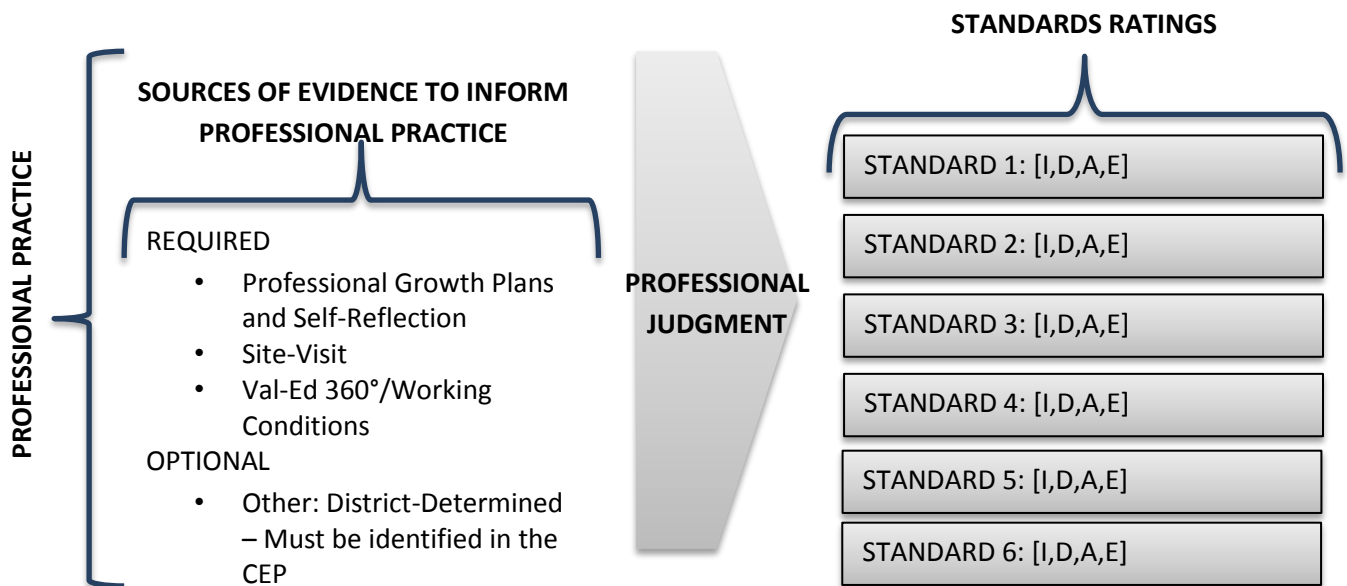 PROFESSIONAL PRACTICE
SOURCES OF EVIDENCE TO INFORM
PROFESSIONAL PRACTICE
REQUIRED
• Professional Growth Plans
and Self-Reflection
• Site-Visit
• Val-Ed 360°/Working
Conditions
OPTIONAL
• Other: District-Determined
– Must be identified in the
CEP
PROFESSIONAL
JUDGMENT
STANDARDS RATINGS
STANDARD 1: [I,D,A,E]
STANDARD 2: [I,D,A,E]
STANDARD 3: [I,D,A,E]
STANDARD 4: [I,D,A,E]
STANDARD 5: [I,D,A,E]
STANDARD 6: [I,D,A,E]